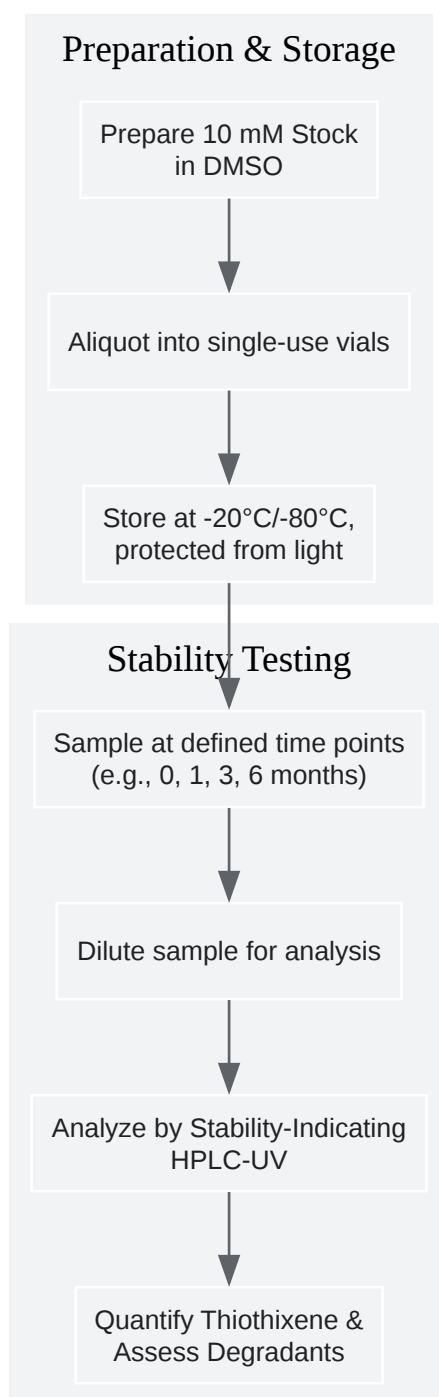 Preparation & Storage
Prepare 10 mM Stock
in DMSO
Aliquot into single-use vials
Store at -20°C/-80°C,
protected from light
Stability Testing
Sample at defined time points
(e.g., 0, 1, 3, 6 months)
Dilute sample for analysis
Analyze by Stability-Indicating
HPLC-UV
Quantify Thiothixene &
Assess Degradants